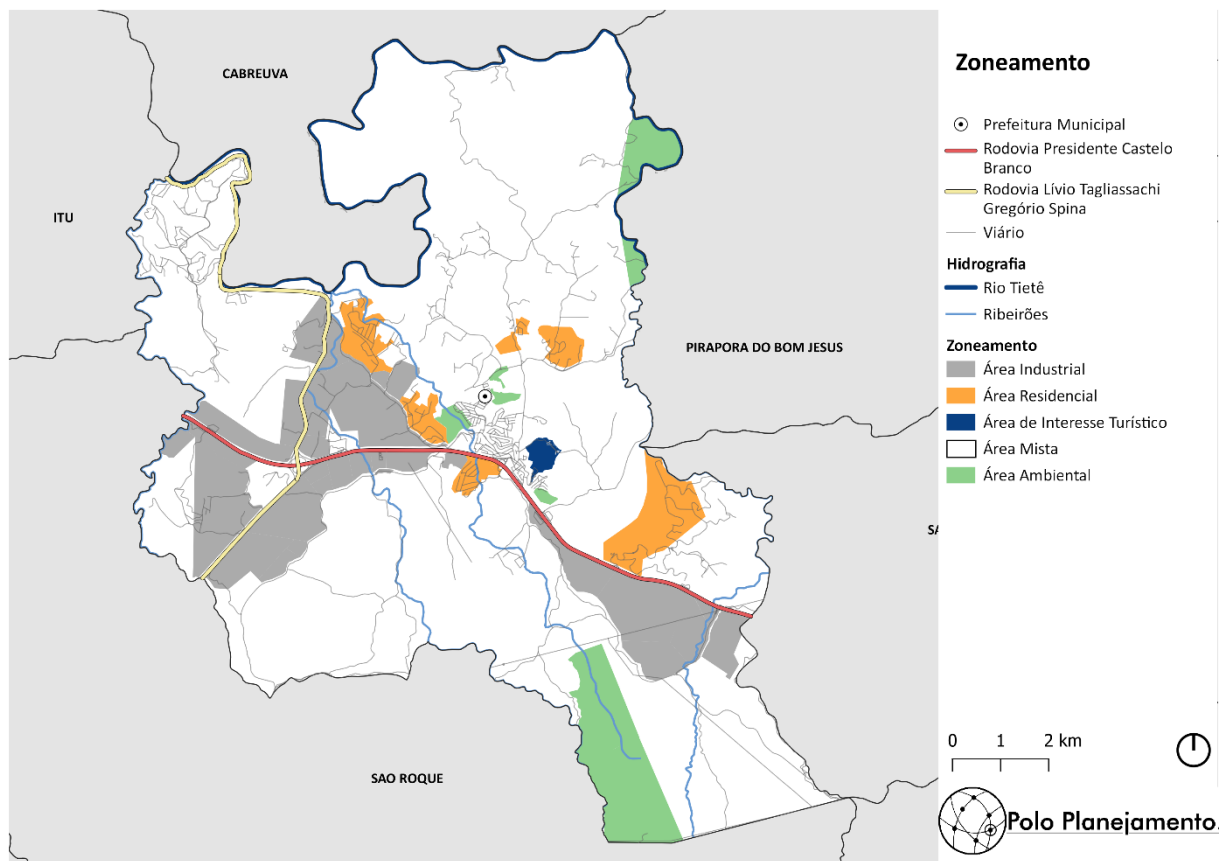 CABREUVA
ITU
PIRAPORA DO BOM JESUS
SA
SAO ROQUE
Zoneamento
Prefeitura Municipal
Rodovia Presidente Castelo
Branco
Rodovia Lívio Tagliassachi
Gregório Spina
Viário
Hidrografia
Rio Tietê
Ribeirões
Zoneamento
Área Industrial
Área Residencial
Área de Interesse Turístico
Área Mista
Área Ambiental
0 1 2 km
Polo Planejamento.